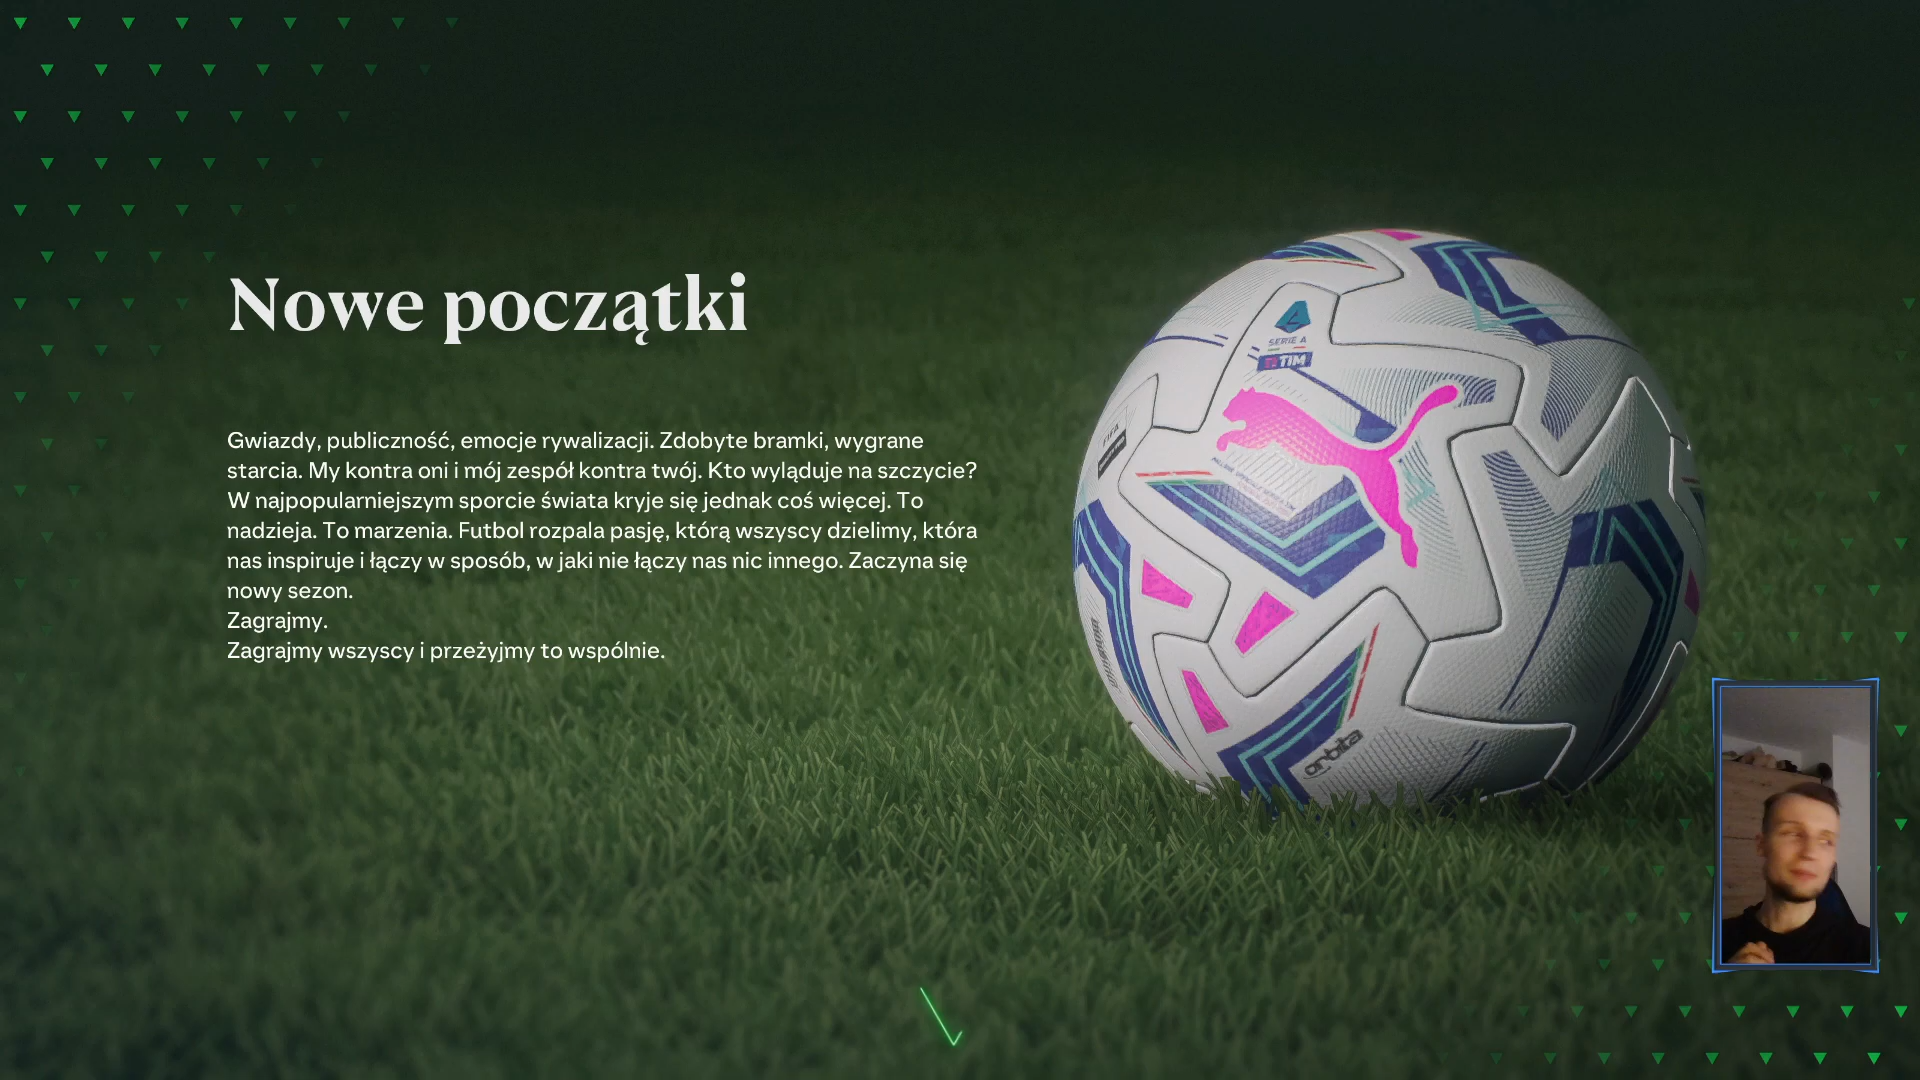 Nowe początki
Gwiazdy, publiczność, emocje rywalizacji. Zdobyte bramki, wygrane
starcia. My kontra oni i mój zespół kontra twój. Kto wyląduje na szczycie?
W najpopularniejszym sporcie świata kryje się jednak coś więcej. To
nadzieja. To marzenia. Futbol rozpala pasję, którą wszyscy dzielimy, która
nas inspiruje i łączy w sposób, w jaki nie łączy nas nic innego. Zaczyna się
nowy sezon.
Zagrajmy.
Zagrajmy wszyscy i przeżyjmy to wspólnie.
SERIE A
TIM
FIFA
orbita